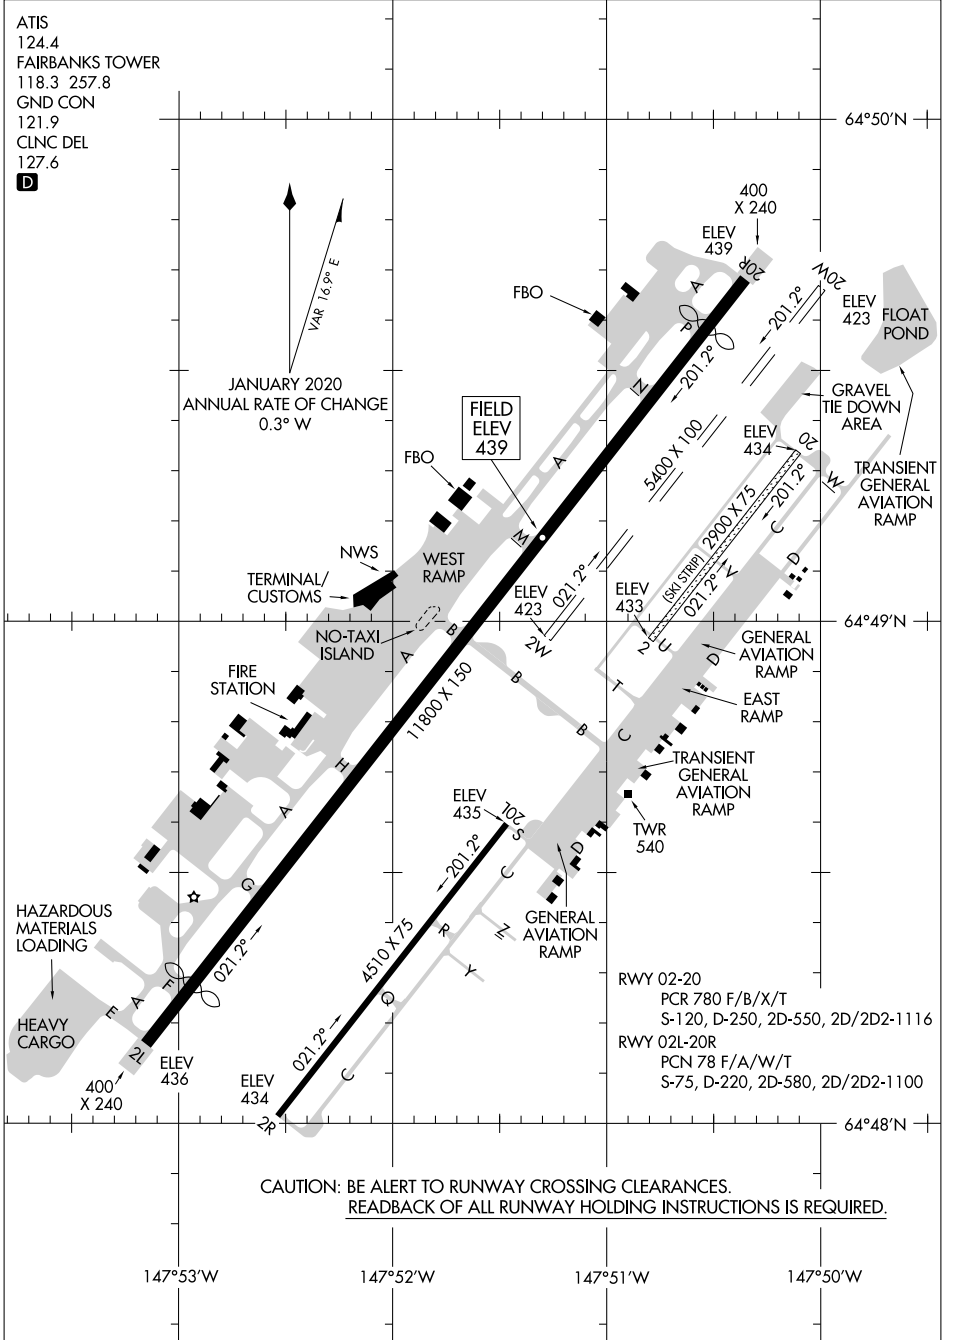 ATIS
124.4
FAIRBANKS TOWER
118.3 257.8
GND CON
121.9
CLNC DEL
127.6
D
64°50'N
VAR 16.9° E
JANUARY 2020
ANNUAL RATE OF CHANGE
0.3° W
400
X 240
ELEV
439
20R
A
P
201.2°
FBO
20W
201.2°
ELEV
423
FLOAT
POND
N
GRAVEL
TIE DOWN
AREA
FIELD
ELEV
439
5400 X 100
ELEV
434
20
A
FBO
TRANSIENT
GENERAL
AVIATION
RAMP
W
201.2°
2900 X 75
C
W
(SKI STRIP)
V
021.2°
D
NWS
WEST
RAMP
TERMINAL/
CUSTOMS
ELEV
423
021.2°
2W
ELEV
433
2
U
64°49'N
NO-TAXI
ISLAND
B
A
GENERAL
AVIATION
RAMP
D
FIRE
STATION
B
T
EAST
RAMP
11800 X 150
B
C
H
TRANSIENT
GENERAL
AVIATION
RAMP
A
ELEV
435
20L
S
TWR
540
201.2°
D
C
G
HAZARDOUS
MATERIALS
LOADING
GENERAL
AVIATION
RAMP
021.2°
4510 X 75
R
Z
Y
F
A
E
Q
RWY 02-20
PCR 780 F/B/X/T
S-120, D-250, 2D-550, 2D/2D2-1116
RWY 02L-20R
PCN 78 F/A/W/T
S-75, D-220, 2D-580, 2D/2D2-1100
HEAVY
CARGO
2L
ELEV
436
400
X 240
021.2°
ELEV
434
C
2R
64°48'N
CAUTION: BE ALERT TO RUNWAY CROSSING CLEARANCES.
READBACK OF ALL RUNWAY HOLDING INSTRUCTIONS IS REQUIRED.
147°53'W
147°52'W
147°51'W
147°50'W